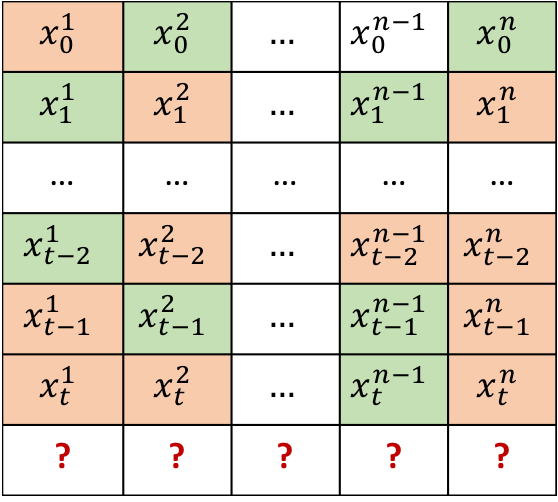 x_0^1 x_0^2 ... x_0^{n-1} x_0^n
x_1^1 x_1^2 ... x_1^{n-1} x_1^n
... ... ... ... ...
x_{t-2}^1 x_{t-2}^2 ... x_{t-2}^{n-1} x_{t-2}^n
x_{t-1}^1 x_{t-1}^2 ... x_{t-1}^{n-1} x_{t-1}^n
x_t^1 x_t^2 ... x_t^{n-1} x_t^n
? ? ? ? ?